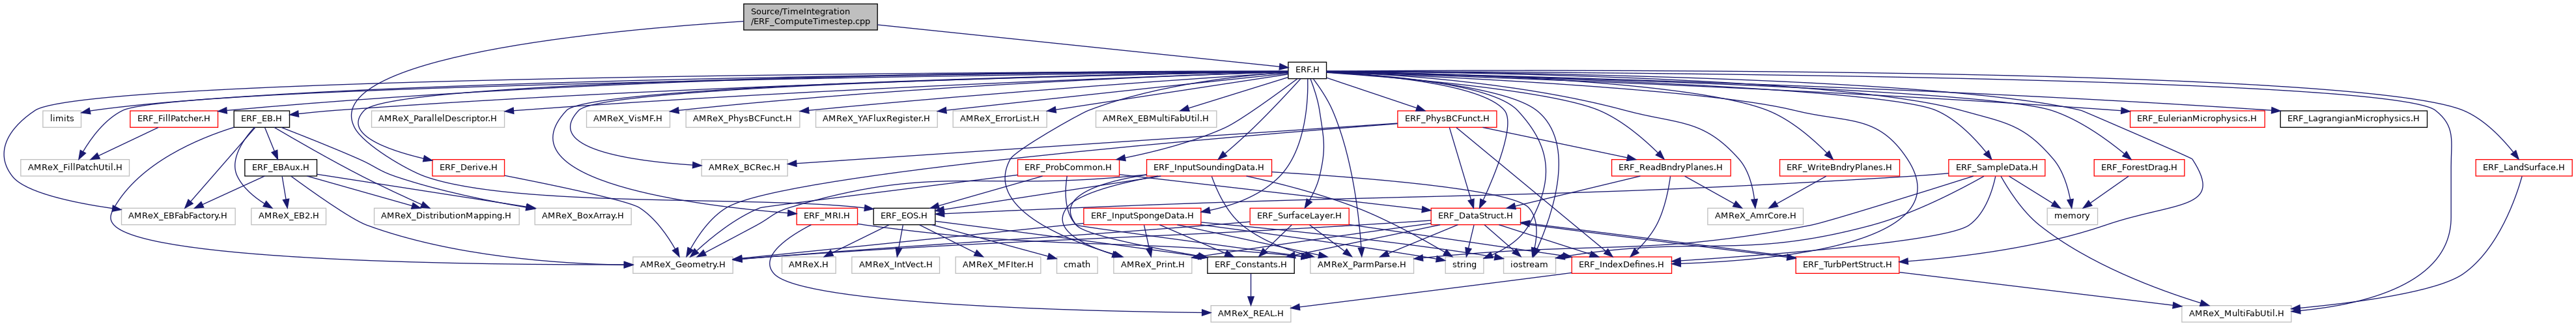 Source/TimeIntegration
/ERF_ComputeTimestep.cpp
ERF.H
limits
ERF_FillPatcher.H
ERF_EB.H
AMReX_ParallelDescriptor.H
AMReX_VisMF.H
AMReX_PhysBCFunct.H
AMReX_YAFluxRegister.H
AMReX_ErrorList.H
AMReX_EBMultiFabUtil.H
ERF_PhysBCFunct.H
ERF_EulerianMicrophysics.H
ERF_LagrangianMicrophysics.H
AMReX_FillPatchUtil.H
ERF_EBAux.H
ERF_Derive.H
AMReX_BCRec.H
ERF_ProbCommon.H
ERF_InputSoundingData.H
ERF_ReadBndryPlanes.H
ERF_WriteBndryPlanes.H
ERF_SampleData.H
ERF_ForestDrag.H
ERF_LandSurface.H
AMReX_EBFabFactory.H
AMReX_EB2.H
AMReX_DistributionMapping.H
AMReX_BoxArray.H
ERF_MRI.H
ERF_EOS.H
ERF_InputSpongeData.H
ERF_SurfaceLayer.H
ERF_DataStruct.H
AMReX_AmrCore.H
memory
AMReX_Geometry.H
AMReX.H
AMReX_IntVect.H
AMReX_MFIter.H
cmath
AMReX_Print.H
ERF_Constants.H
AMReX_ParmParse.H
string
iostream
ERF_IndexDefines.H
ERF_TurbPertStruct.H
AMReX_REAL.H
AMReX_MultiFabUtil.H